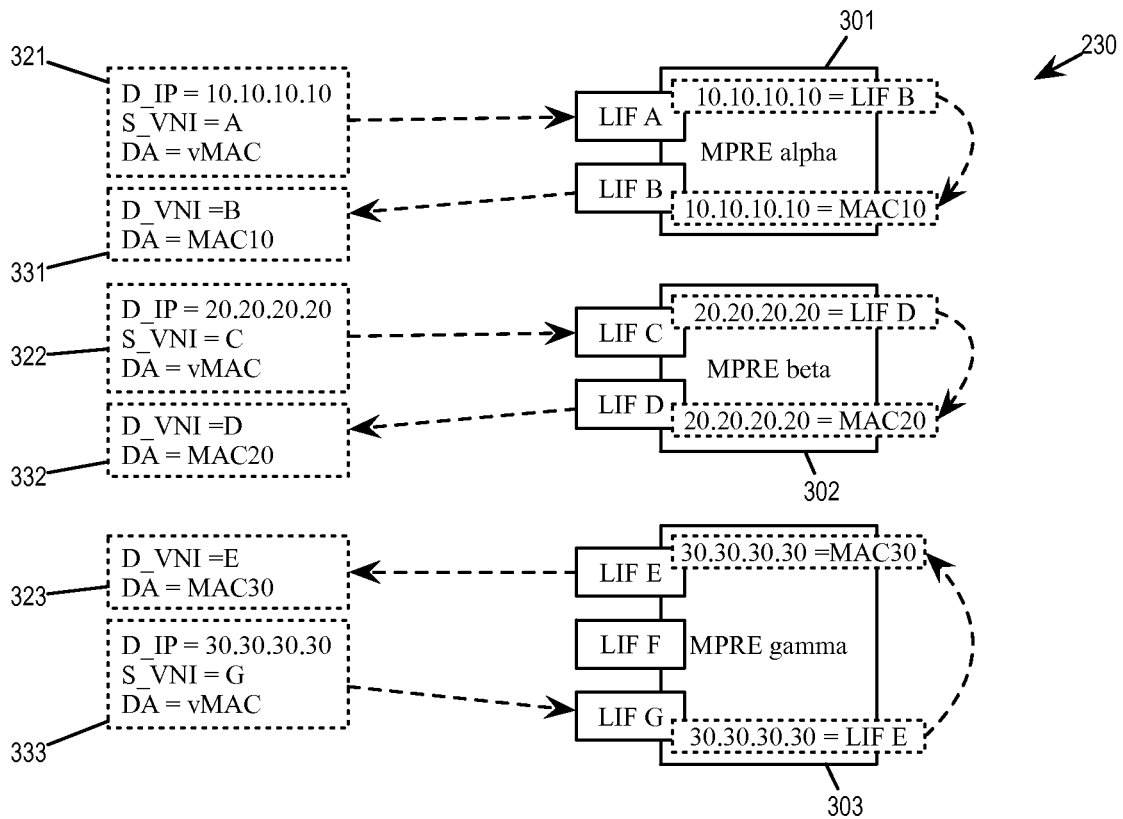 301
230
321
D_IP = 10.10.10.10
S_VNI = A
DA = vMAC
LIF A
10.10.10.10 = LIF B
MPRE alpha
LIF B
10.10.10.10 = MAC10
D_VNI =B
DA = MAC10
331
D_IP = 20.20.20.20
S_VNI = C
DA = vMAC
322
LIF C
20.20.20.20 = LIF D
MPRE beta
LIF D
20.20.20.20 = MAC20
D_VNI =D
DA = MAC20
332
302
D_VNI =E
DA = MAC30
323
LIF E
30.30.30.30 =MAC30
LIF F
MPRE gamma
D_IP = 30.30.30.30
S_VNI = G
DA = vMAC
333
LIF G
30.30.30.30 = LIF E
303